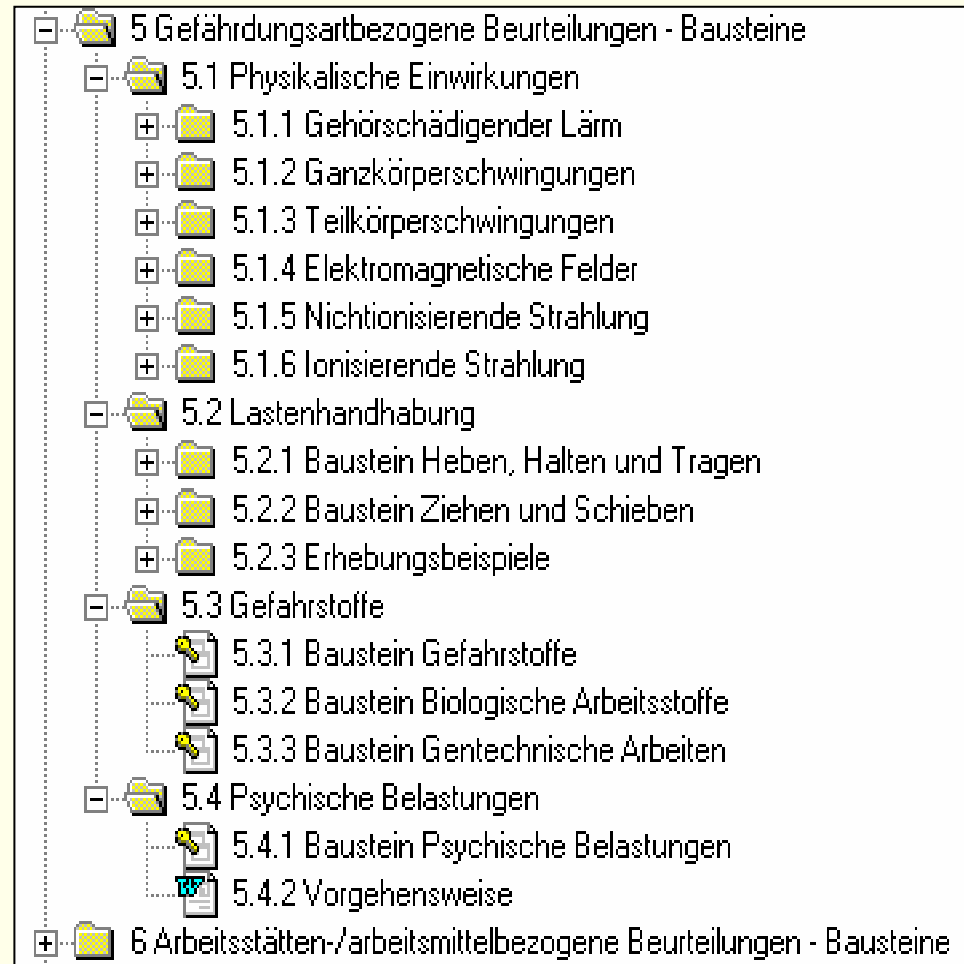 5 Gefährdungsartbezogene Beurteilungen - Bausteine
5.1 Physikalische Einwirkungen
5.1.1 Gehörschädigender Lärm
5.1.2 Ganzkörperschwingungen
5.1.3 Teilkörperschwingungen
5.1.4 Elektromagnetische Felder
5.1.5 Nichtionisierende Strahlung
5.1.6 Ionisierende Strahlung
5.2 Lastenhandhabung
5.2.1 Baustein Heben, Halten und Tragen
5.2.2 Baustein Ziehen und Schieben
5.2.3 Erhebungsbeispiele
5.3 Gefahrstoffe
5.3.1 Baustein Gefahrstoffe
5.3.2 Baustein Biologische Arbeitsstoffe
5.3.3 Baustein Gentechnische Arbeiten
5.4 Psychische Belastungen
5.4.1 Baustein Psychische Belastungen
5.4.2 Vorgehensweise
6 Arbeitsstätten-/arbeitsmittelbezogene Beurteilungen - Bausteine